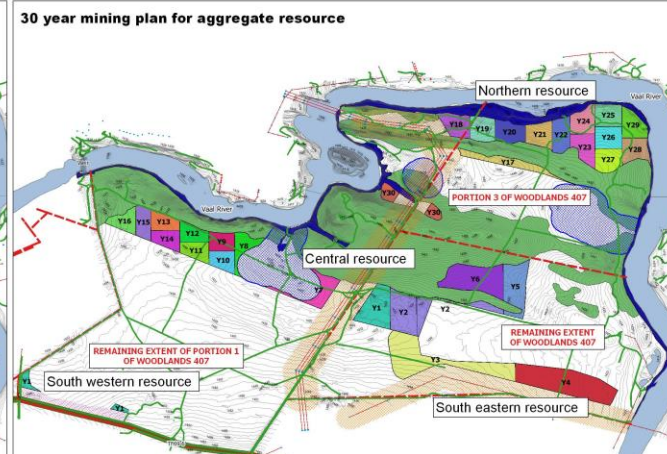 30 year mining plan for aggregate resource
Northern resource
Vaal River
Y18
Y19
Y20
Y21
Y22
Y24
Y25
Y29
Y23
Y26
Y28
Y27
Y17
Y30
PORTION 3 OF WOODLANDS 407
Y30
Vaal River
Y16
Y15
Y13
Y14
Y12
Y11
Y9
Y8
Y10
Central resource
Y7
Y6
Y5
Y1
Y2
Y2
REMAINING EXTENT
OF WOODLANDS 407
REMAINING EXTENT OF PORTION 1
OF WOODLANDS 407
Y3
Y4
Y1
South western resource
Y1
South eastern resource